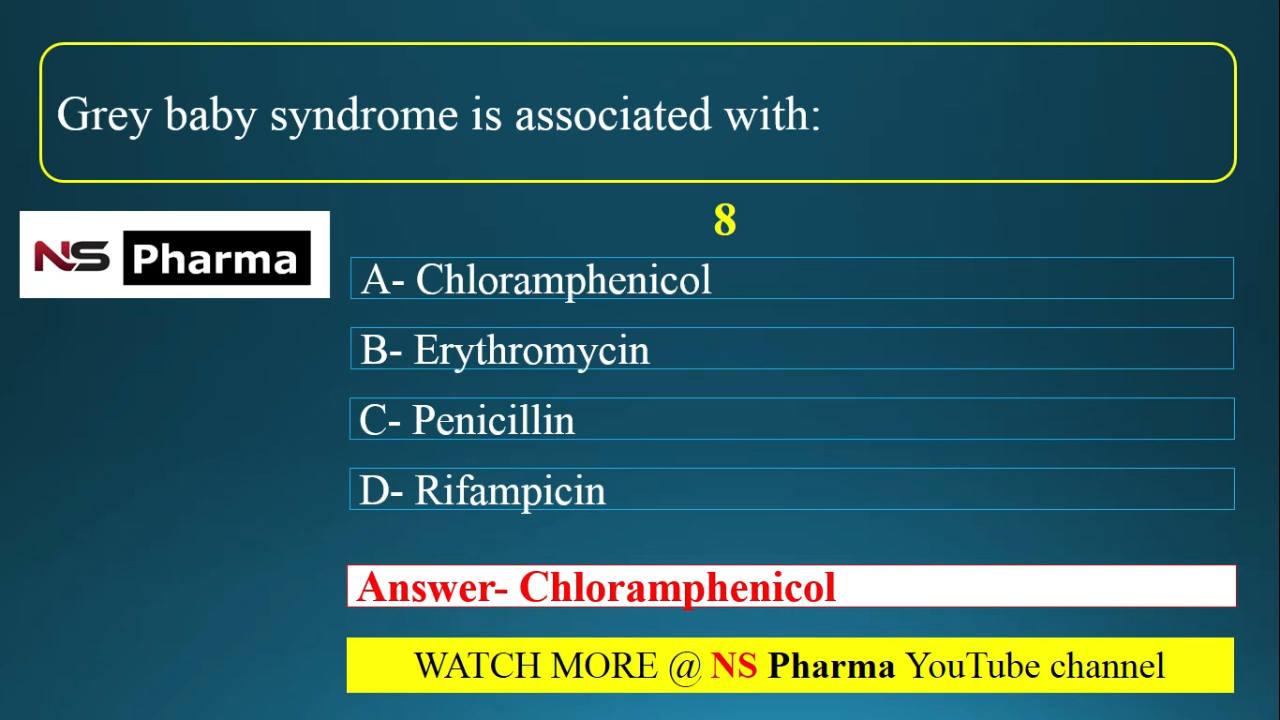 Grey baby syndrome is associated with:
8
NS Pharma
A- Chloramphenicol
B- Erythromycin
C- Penicillin
D- Rifampicin
Answer- Chloramphenicol
WATCH MORE @ NS Pharma YouTube channel